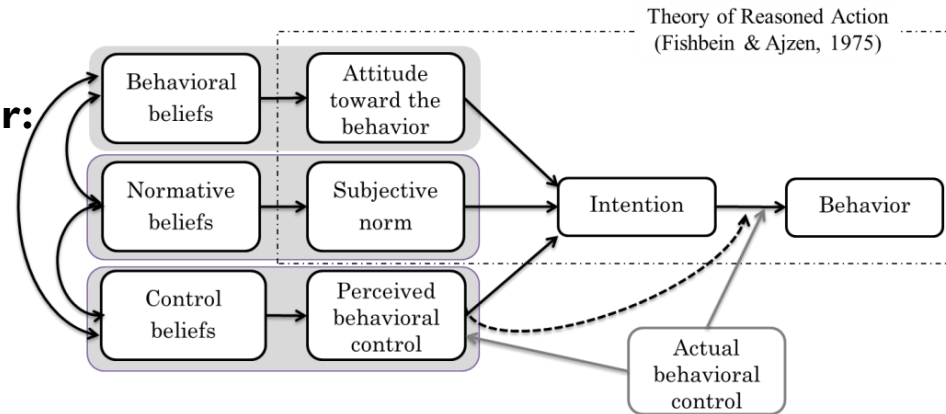 Theory of Reasoned Action
(Fishbein & Ajzen, 1975)
r:
Behavioral
beliefs
Attitude
toward the
behavior
Normative
beliefs
Subjective
norm
Intention
Behavior
Control
beliefs
Perceived
behavioral
control
Actual
behavioral
control